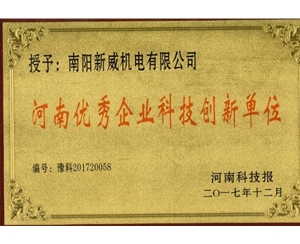 授予：南阳新威机电有限公司
河南优秀企业科技创新单位
编号：豫科201720058
河南科技报
二〇一七年十二月